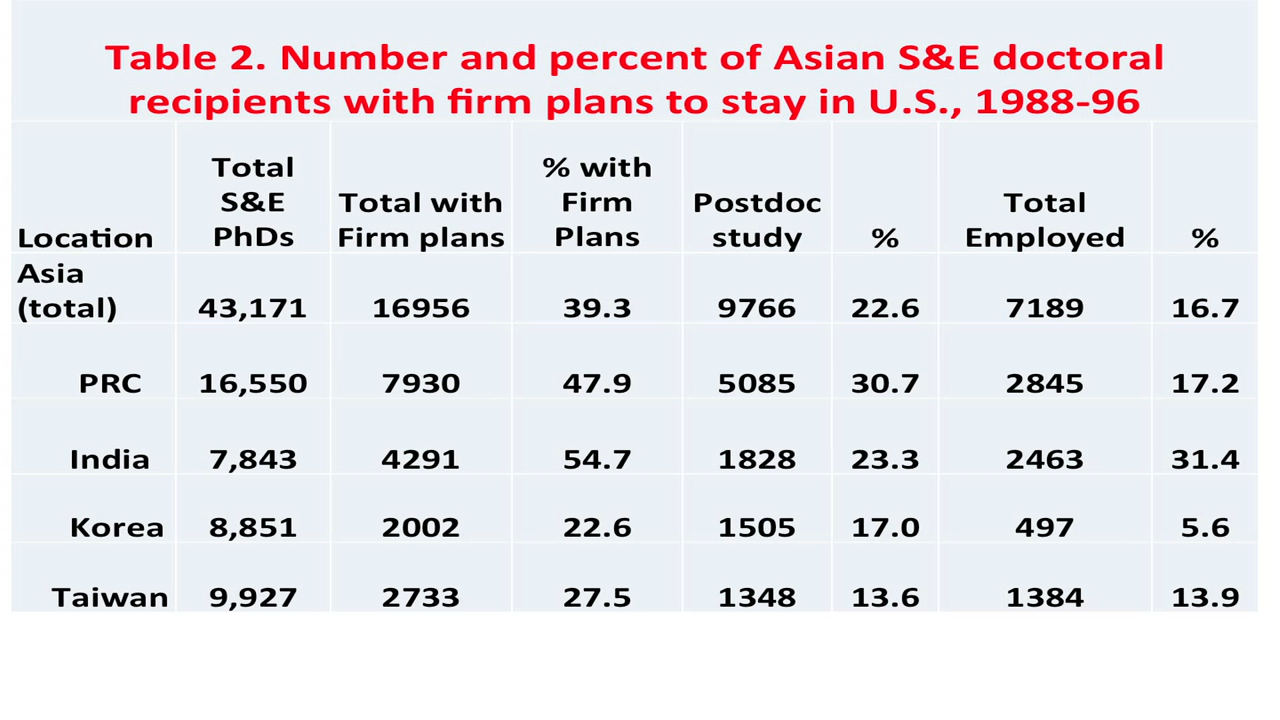 Table 2. Number and percent of Asian S&E doctoral
recipients with firm plans to stay in U.S., 1988-96
Location Total S&E PhDs Total with Firm plans % with Firm Plans Postdoc study % Total Employed %
Asia (total) 43,171 16956 39.3 9766 22.6 7189 16.7
PRC 16,550 7930 47.9 5085 30.7 2845 17.2
India 7,843 4291 54.7 1828 23.3 2463 31.4
Korea 8,851 2002 22.6 1505 17.0 497 5.6
Taiwan 9,927 2733 27.5 1348 13.6 1384 13.9